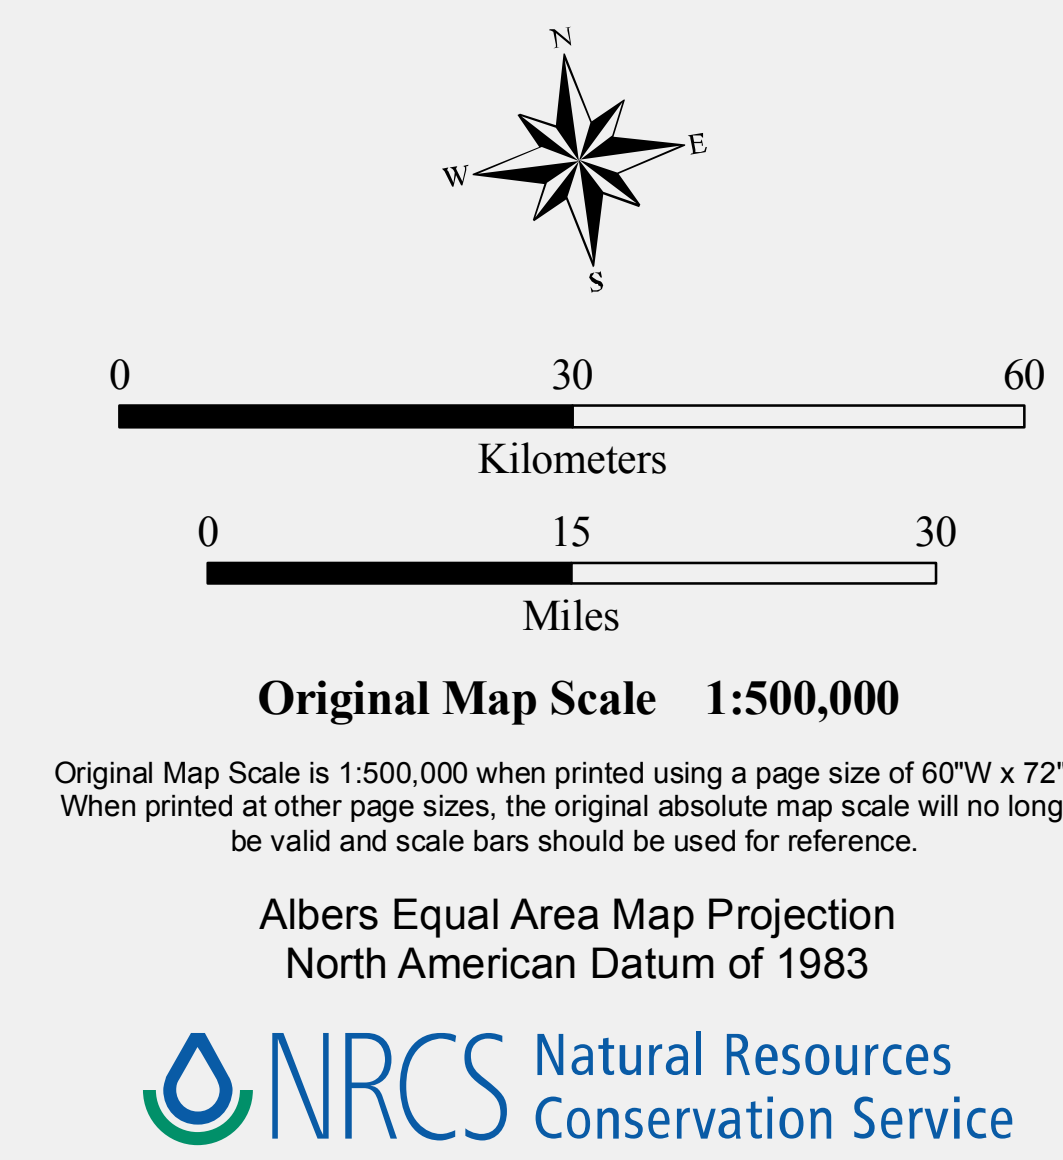 N
W E
S
0 30 60
Kilometers
0 15 30
Miles
Original Map Scale 1:500,000
Original Map Scale is 1:500,000 when printed using a page size of 60"W x 72"
When printed at other page sizes, the original absolute map scale will no long
be valid and scale bars should be used for reference.
Albers Equal Area Map Projection
North American Datum of 1983
NRCS Natural Resources
Conservation Service